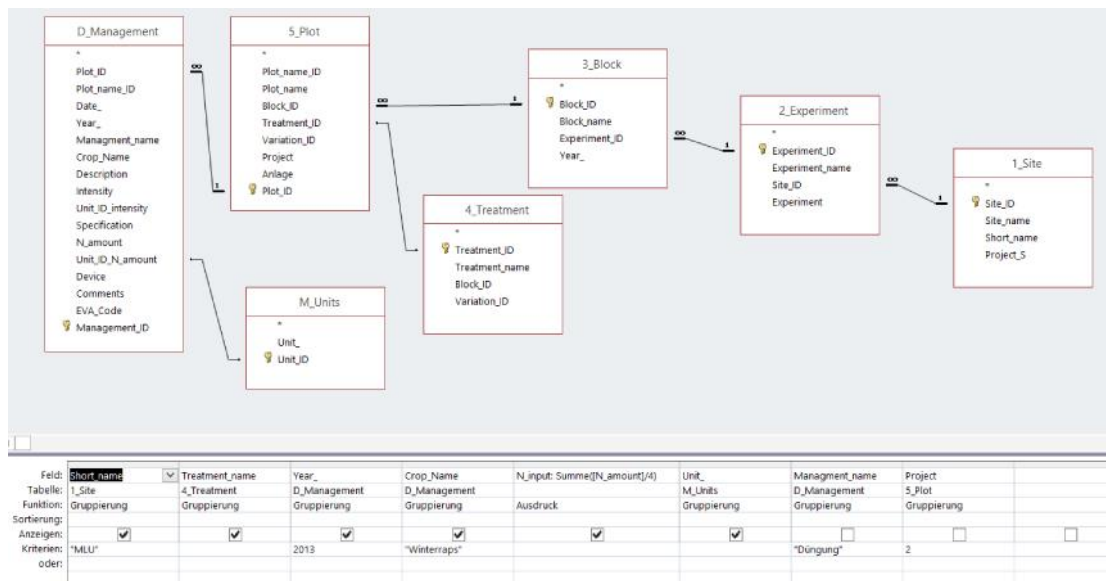 D_Management
*
Plot_ID
Plot_name_ID
Date_
Year_
Managment_name
Crop_Name
Description
Intensity
Unit_ID_intensity
Specification
N_amount
Unit_ID_N_amount
Device
Comments
EVA_Code
Management_ID
5_Plot
*
Plot_name_ID
Plot_name
Block_ID
Treatment_ID
Variation_ID
Project
Anlage
Plot_ID
3_Block
*
Block_ID
Block_name
Experiment_ID
Year_
2_Experiment
*
Experiment_ID
Experiment_name
Site_ID
Experiment
1_Site
*
Site_ID
Site_name
Short_name
Project_S
4_Treatment
*
Treatment_ID
Treatment_name
Block_ID
Variation_ID
M_Units
*
Unit_
Unit_ID
∞ 1
∞ 1
∞ 1
∞ 1
Feld: Short_name Treatment_name Year_ Crop_Name N_input: Summe([N_amount]/4) Unit_ Managment_name Project
Tabelle: 1_Site 4_Treatment D_Management D_Management M_Units D_Management 5_Plot
Funktion: Gruppierung Gruppierung Gruppierung Gruppierung Ausdruck Gruppierung Gruppierung Gruppierung
Sortierung:
Anzeigen:
Kriterien: "MLU" 2013 "Winterraps" "Düngung" 2
oder: